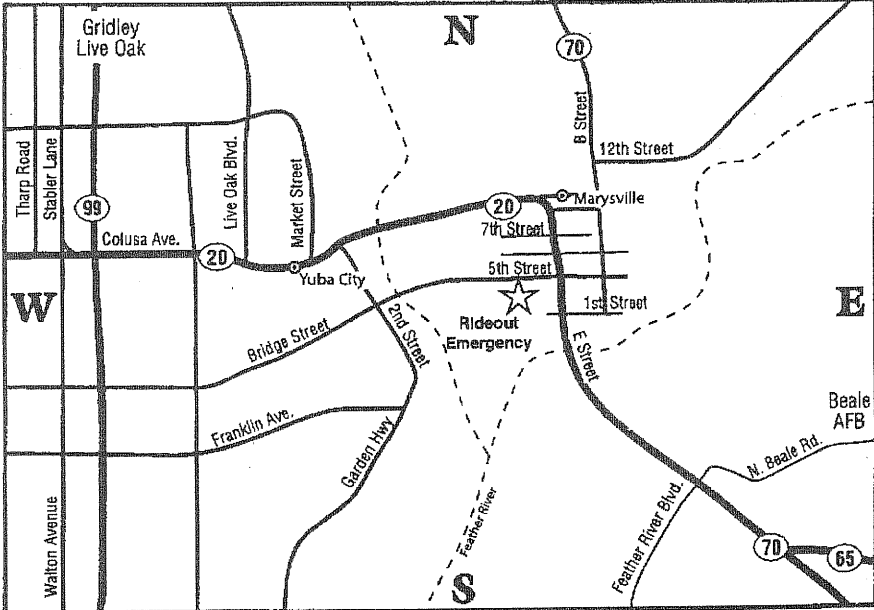 Gridley
Live Oak
N
70
B Street
12th Street
Tharp Road
Stabler Lane
Live Oak Blvd.
Market Street
99
20
Marysville
7th Street
Colusa Ave.
20
Yuba City
5th Street
W
E
1st Street
Rideout
Emergency
Bridge Street
2nd Street
E Street
Beale
AFB
Franklin Ave.
Garden Hwy
N. Beale Rd.
Feather River
Feather River Blvd.
Walton Avenue
70
65
S